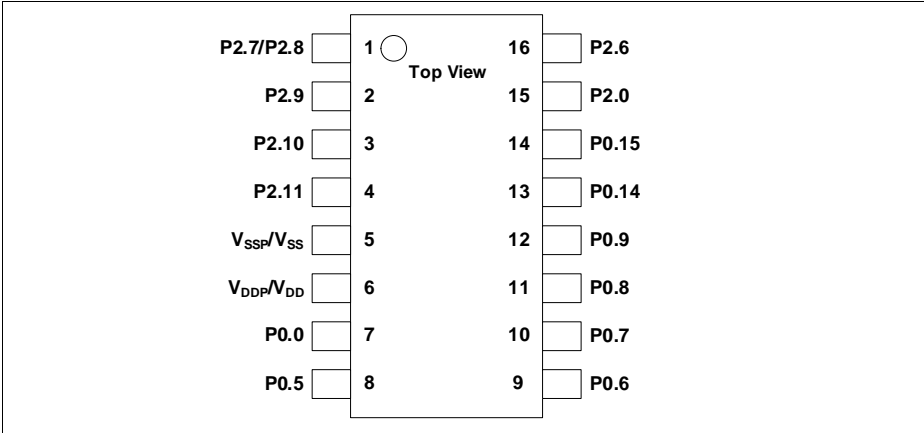 P2.7/P2.8 1 16 P2.6
Top View
P2.9 2 15 P2.0
P2.10 3 14 P0.15
P2.11 4 13 P0.14
VSSP/VSS 5 12 P0.9
VDDP/VDD 6 11 P0.8
P0.0 7 10 P0.7
P0.5 8 9 P0.6